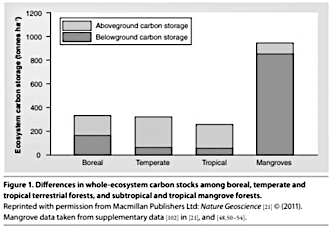 Ecosystem carbon storage (tonnes ha⁻¹)
1200
1000
800
600
400
200
0
Aboveground carbon storage
Belowground carbon storage
Boreal Temperate Tropical Mangroves
Figure 1. Differences in whole-ecosystem carbon stocks among boreal, temperate and
tropical terrestrial forests, and subtropical and tropical mangrove forests.
Reprinted with permission from Macmillan Publishers Ltd: Nature Geoscience [21] © (2011).
Mangrove data taken from supplementary data [102] in [21], and [48,50–54].